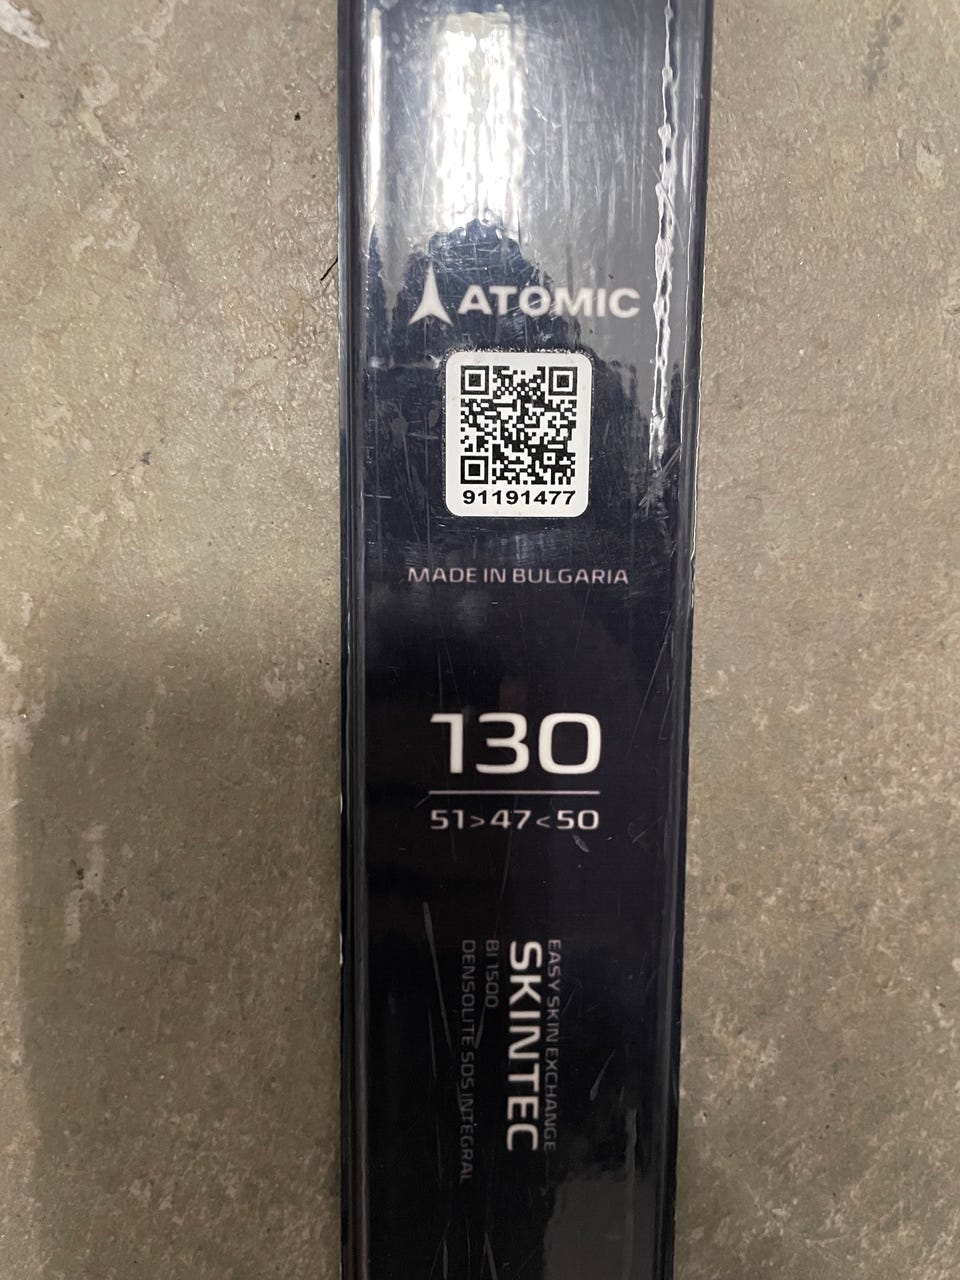 ATOMIC
91191477
MADE IN BULGARIA
130
51>47<50
EASY SKIN EXCHANGE
SKINTEC
BI 1500
DENSOLITE SDS INTEGRAL